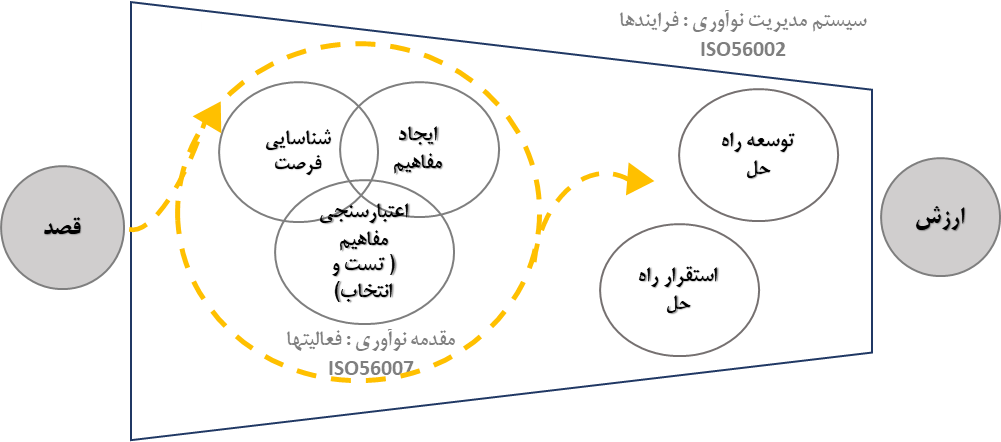 سیستم مدیریت نوآوری : فرایندها
ISO56002
شناسایی
فرصت
ایجاد
مفاهیم
اعتبارسنجی
مفاهیم
( تست و
انتخاب)
مقدمه نوآوری : فعالیتها
ISO56007
توسعه راه
حل
استقرار راه
حل
قصد
ارزش